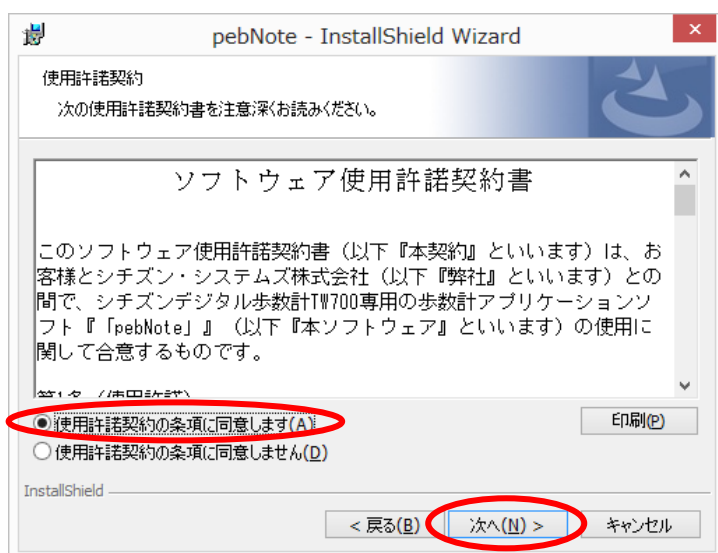 pebNote - InstallShield Wizard
使用許諾契約
次の使用許諾契約書を注意深くお読みください。
ソフトウェア使用許諾契約書
このソフトウェア使用許諾契約書（以下『本契約』といいます）は、お
客様とシチズン・システムズ株式会社（以下『弊社』といいます）との
間で、シチズンデジタル歩数計TW700専用の歩数計アプリケーションソ
フト『「pebNote」』（以下『本ソフトウェア』といいます）の使用に
関して合意するものです。
第1条（使用許諾）
使用許諾契約の条項に同意します(A)
印刷(P)
使用許諾契約の条項に同意しません(D)
InstallShield
< 戻る(B)
次へ(N) >
キャンセル